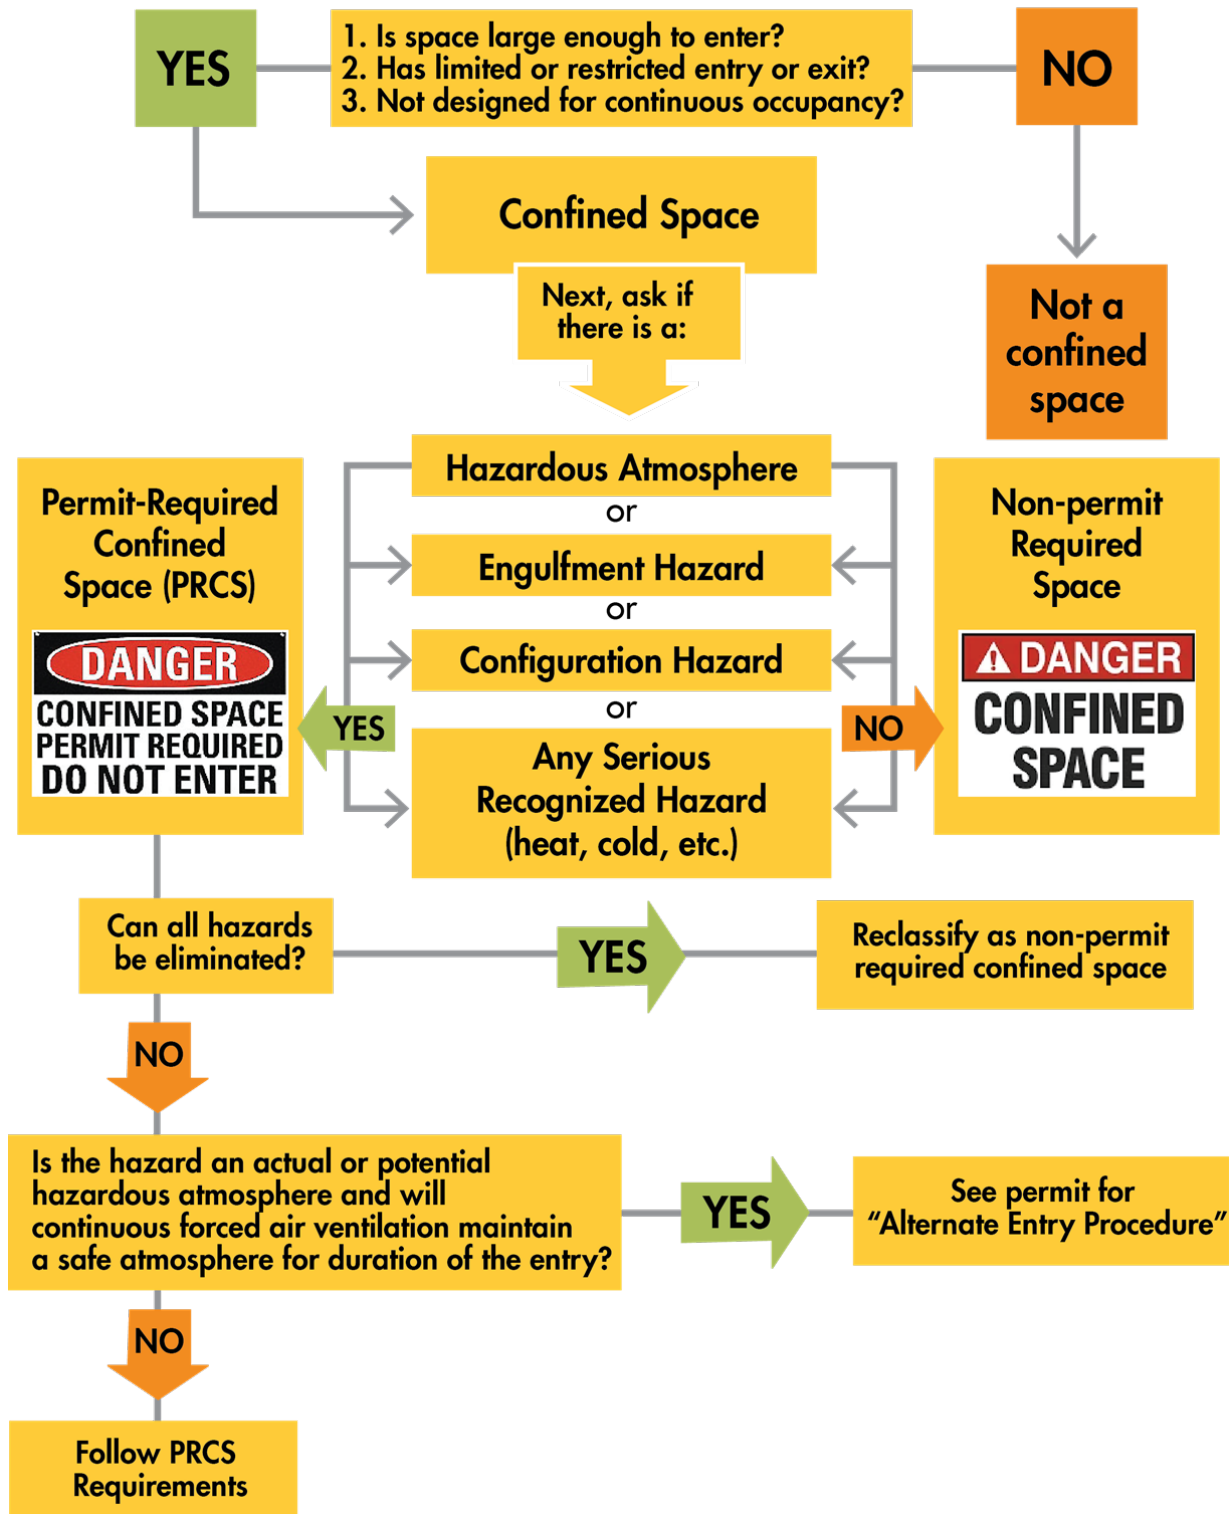 YES
1. Is space large enough to enter?
2. Has limited or restricted entry or exit?
3. Not designed for continuous occupancy?
NO
Confined Space
Next, ask if
there is a:
Not a
confined
space
Permit-Required
Confined
Space (PRCS)
DANGER
CONFINED SPACE
PERMIT REQUIRED
DO NOT ENTER
YES
Hazardous Atmosphere
or
Engulfment Hazard
or
Configuration Hazard
or
Any Serious
Recognized Hazard
(heat, cold, etc.)
NO
Non-permit
Required
Space
DANGER
CONFINED
SPACE
Can all hazards
be eliminated?
YES
Reclassify as non-permit
required confined space
NO
Is the hazard an actual or potential
hazardous atmosphere and will
continuous forced air ventilation maintain
a safe atmosphere for duration of the entry?
YES
See permit for
“Alternate Entry Procedure”
NO
Follow PRCS
Requirements